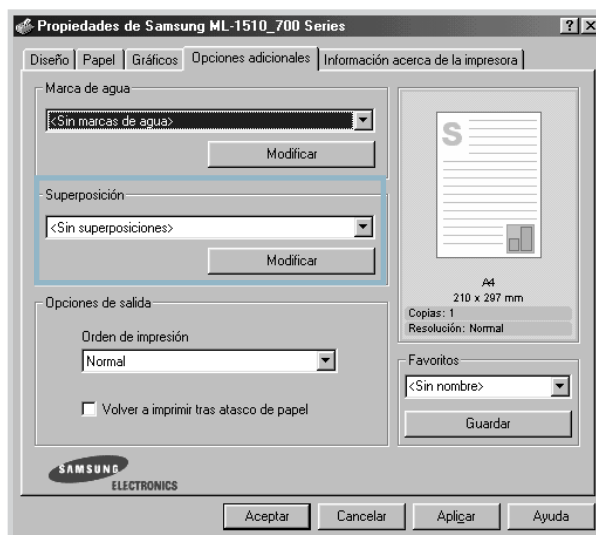 Propiedades de Samsung ML-1510_700 Series
Diseño Papel Gráficos Opciones adicionales Información acerca de la impresora
Marca de agua
<Sin marcas de agua>
Modificar
Superposición
<Sin superposiciones>
Modificar
Opciones de salida
Orden de impresión
Normal
Volver a imprimir tras atasco de papel
S
A4
210 x 297 mm
Copias: 1
Resolución: Normal
Favoritos
<Sin nombre>
Guardar
SAMSUNG
ELECTRONICS
Aceptar Cancelar Aplicar Ayuda